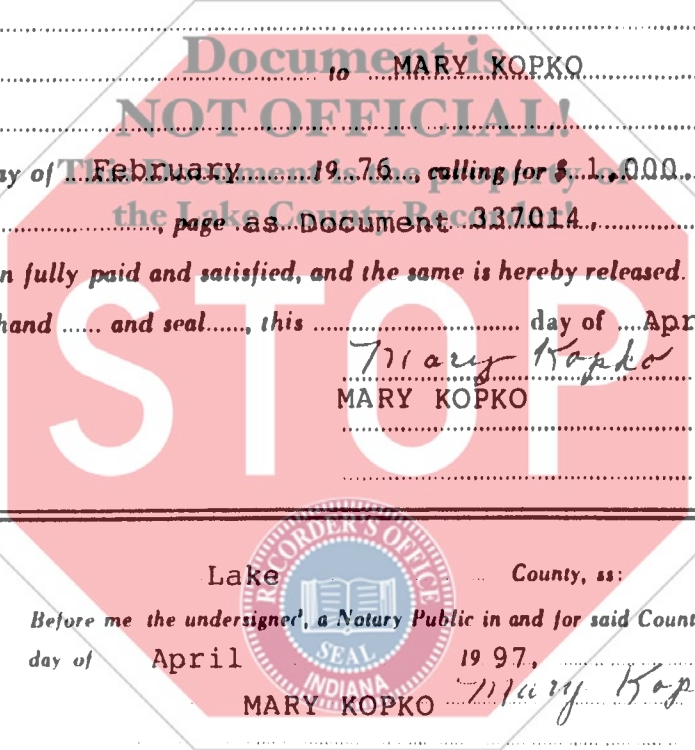 Document is
to MARY KOPKO
NOT OFFICIAL!
ay of February 19 76, calling for $ 1,000
This Document is the property of
the Lake County Recorder!
, page as Document 337014,
n fully paid and satisfied, and the same is hereby released.
hand and seal, this day of Apr
Mary Kopko
MARY KOPKO
STOP
RECORDER'S OFFICE
Lake County, ss:
Before me the undersigned, a Notary Public in and for said Count
SEAL
day of April 19 97,
INDIANA
MARY KOPKO Mary Kop